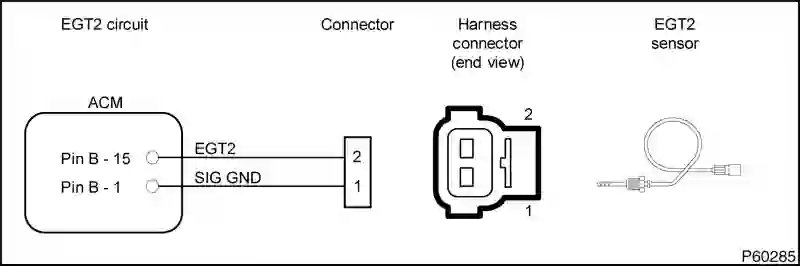 EGT2 circuit
Connector
Harness
connector
(end view)
EGT2
sensor
ACM
Pin B - 15
EGT2
2
Pin B - 1
SIG GND
1
2
1
P60285